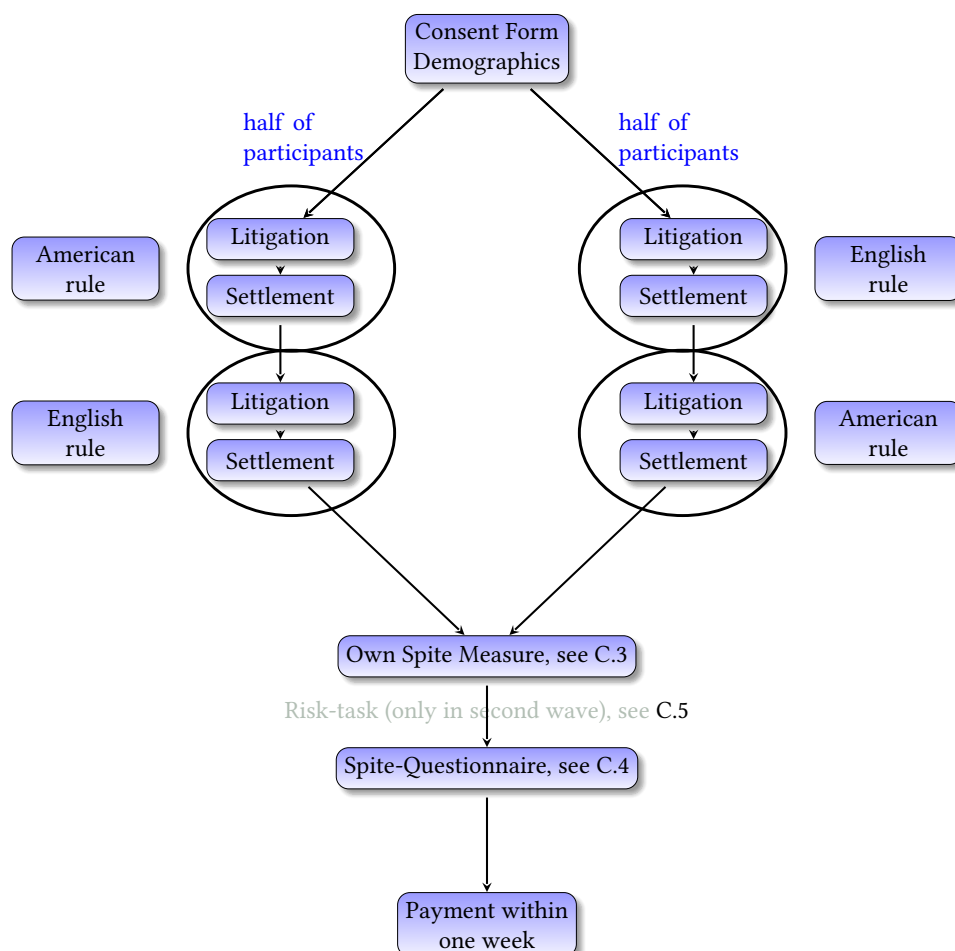 Consent Form
Demographics
half of
participants
half of
participants
American
rule
Litigation
Settlement
Litigation
Settlement
English
rule
English
rule
Litigation
Settlement
Litigation
Settlement
American
rule
Own Spite Measure, see C.3
Risk-task (only in second wave), see C.5
Spite-Questionnaire, see C.4
Payment within
one week